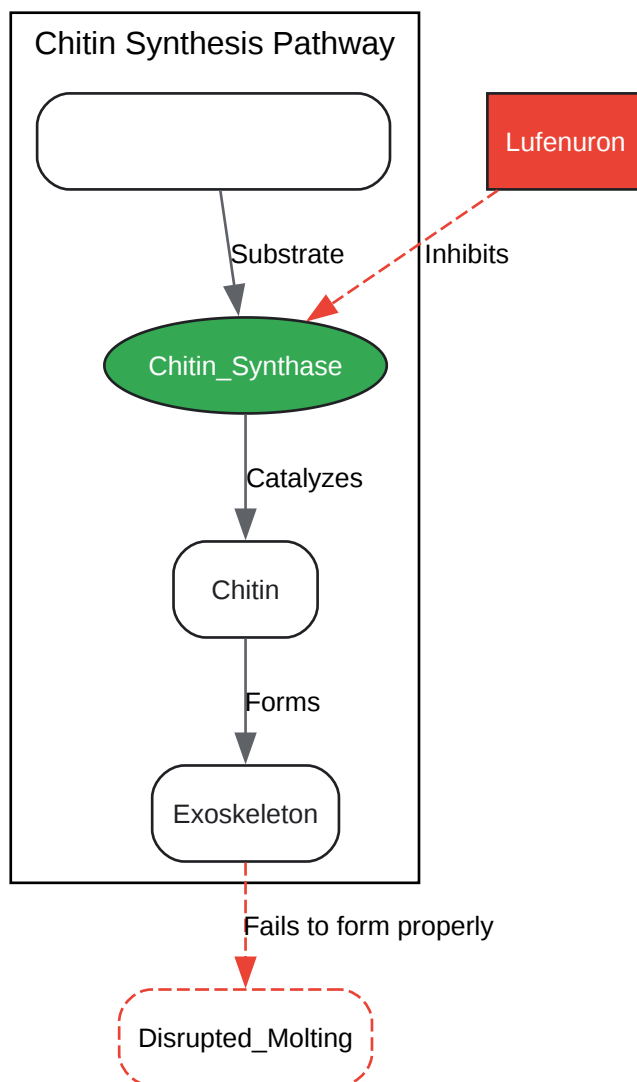 Chitin Synthesis Pathway
Lufenuron
Substrate
Inhibits
Chitin_Synthase
Catalyzes
Chitin
Forms
Exoskeleton
Fails to form properly
Disrupted_Molting